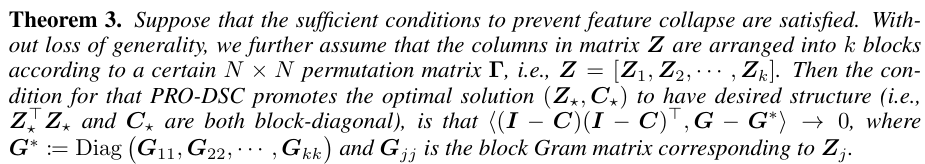 Theorem 3. Suppose that the sufficient conditions to prevent feature collapse are satisfied. With-
out loss of generality, we further assume that the columns in matrix Z are arranged into k blocks
according to a certain N × N permutation matrix Γ, i.e., Z = [Z₁, Z₂, ⋯ , Zₖ]. Then the con-
dition for that PRO-DSC promotes the optimal solution (Z⋆, C⋆) to have desired structure (i.e.,
Z⋆⊤Z⋆ and C⋆ are both block-diagonal), is that ⟨(I − C)(I − C)⊤, G − G*⟩ → 0, where
G* := Diag (G₁₁, G₂₂, ⋯ , Gₖₖ) and Gⱼⱼ is the block Gram matrix corresponding to Zⱼ.